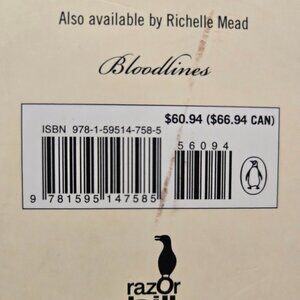 Also available by Richelle Mead
Bloodlines
$60.94 ($66.94 CAN)
ISBN 978-1-59514-758-5
56094
9 781595 147585
razOr
bill